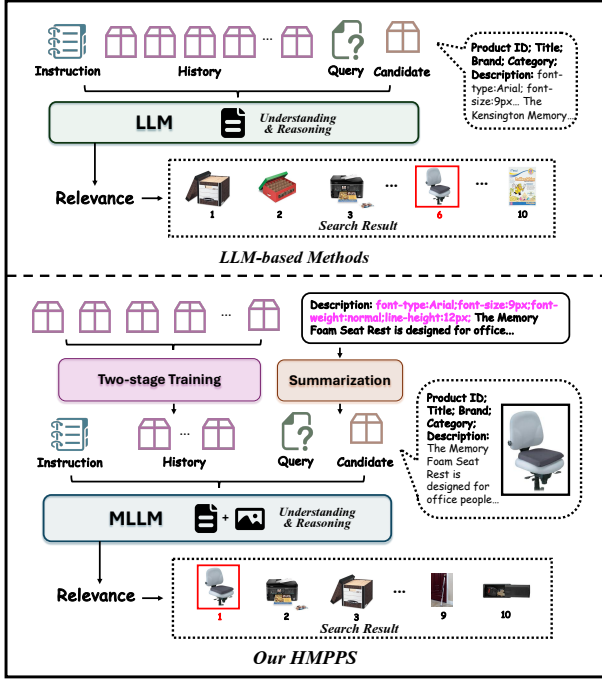 Instruction
History
Query
Candidate
Product ID; Title;
Brand; Category;
Description: font-
type:Arial; font-
size:9px... The
Kensington Memory...
LLM
Understanding
& Reasoning
Relevance
...
1
2
3
6
10
Search Result
LLM-based Methods
Description: font-type:Arial;font-size:9px;font-
weight:normal;line-height:12px; The Memory
Foam Seat Rest is designed for office...
Two-stage Training
Summarization
Instruction
History
Query
Candidate
Product ID;
Title; Brand;
Category;
Description:
The Memory
Foam Seat
Rest is
designed for
office people...
MLLM
+
Understanding
& Reasoning
Relevance
...
1
2
3
9
10
Search Result
Our HMPPS